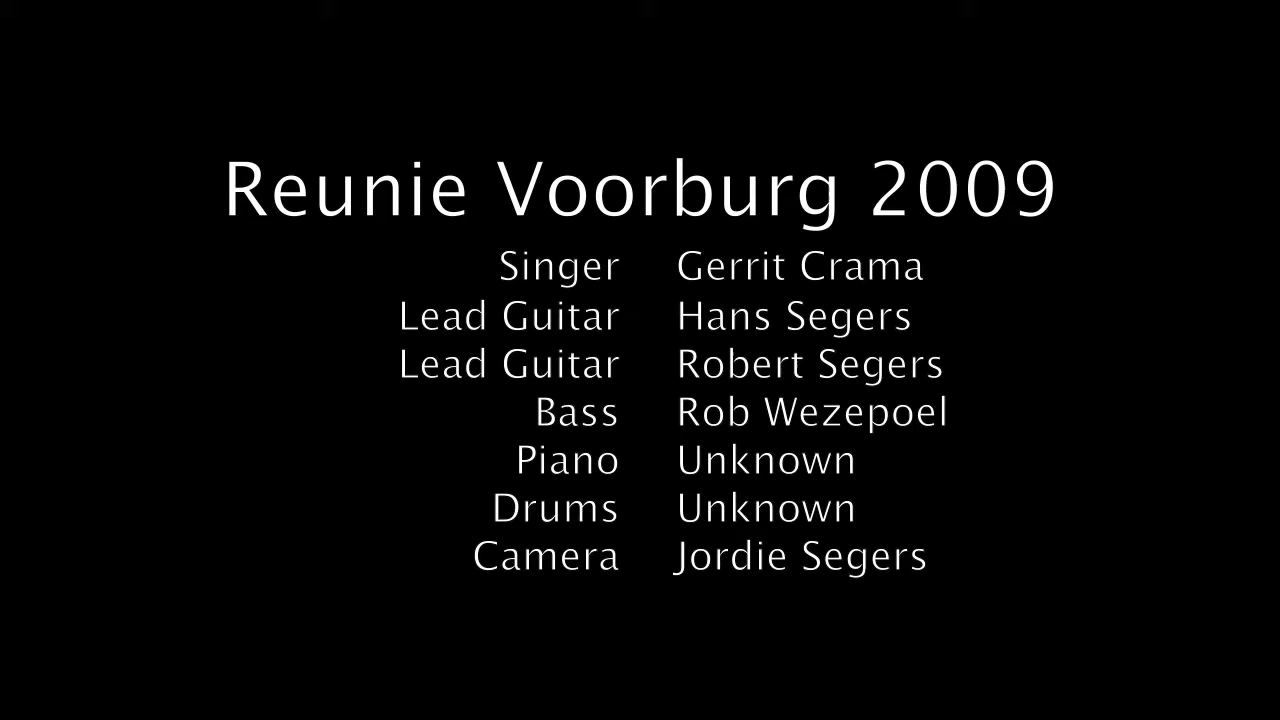 Reunie Voorburg 2009
Singer Gerrit Crama
Lead Guitar Hans Segers
Lead Guitar Robert Segers
Bass Rob Wezepoel
Piano Unknown
Drums Unknown
Camera Jordie Segers